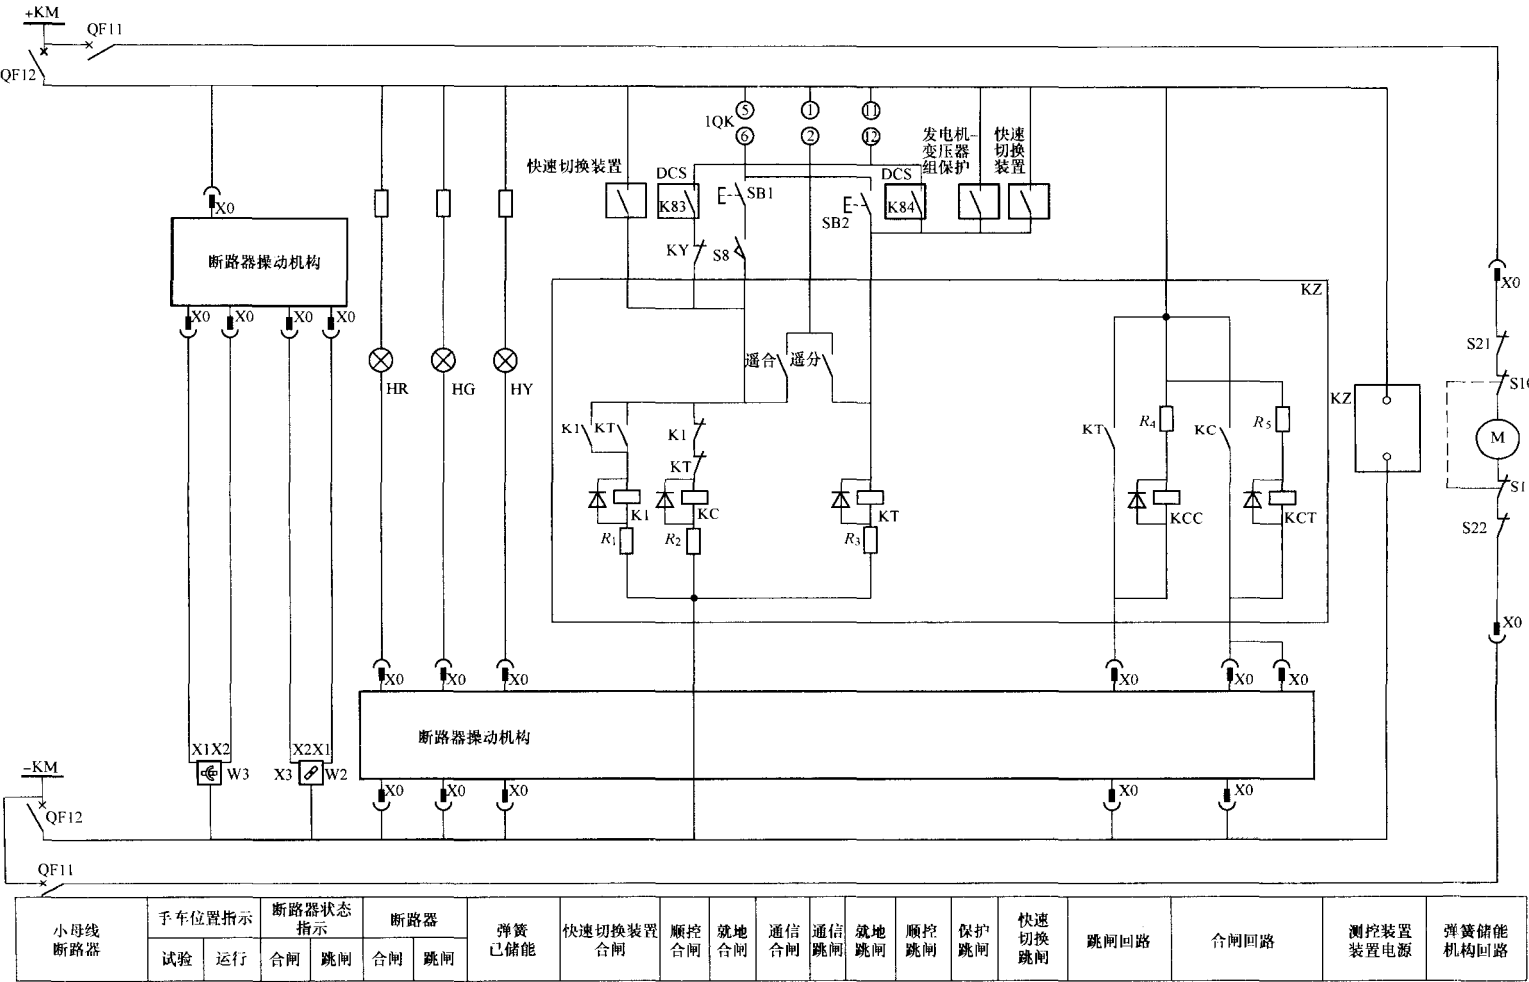 +KM
QF11
QF12
1QK
5
6
1
2
11
12
发电机-
变压器
组保护
快速
切换
装置
快速切换装置
DCS
K83
SB1
SB2
DCS
K84
KY
S8
X0
断路器操动机构
X0
X0
X0
X0
KZ
X0
S21
S16
M
S1
S22
X0
HR
HG
HY
遥合
遥分
K1
KT
K1
KT
K1
KC
KT
R1
R2
R3
KT
R4
KC
R5
KCC
KCT
KZ
X0
X0
X0
X0
X0
X0
断路器操动机构
X1X2
W3
X2X1
X3
W2
X0
X0
X0
X0
X0
-KM
QF12
QF11
小母线
断路器
手车位置指示
试验
运行
断路器状态
指示
合闸
跳闸
断路器
合闸
跳闸
弹簧
已储能
快速切换装置
合闸
顺控
合闸
就地
合闸
通信
合闸
通信
跳闸
就地
跳闸
顺控
跳闸
保护
跳闸
快速
切换
跳闸
跳闸回路
合闸回路
测控装置
装置电源
弹簧储能
机构回路